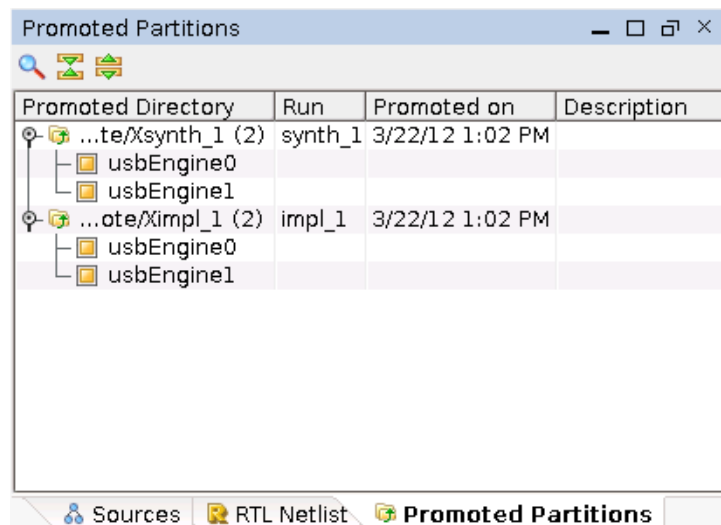 Promoted Partitions
Promoted Directory Run Promoted on Description
...te/Xsynth_1 (2) synth_1 3/22/12 1:02 PM
usbEngine0
usbEngine1
...ote/Ximpl_1 (2) impl_1 3/22/12 1:02 PM
usbEngine0
usbEngine1
Sources RTL Netlist Promoted Partitions